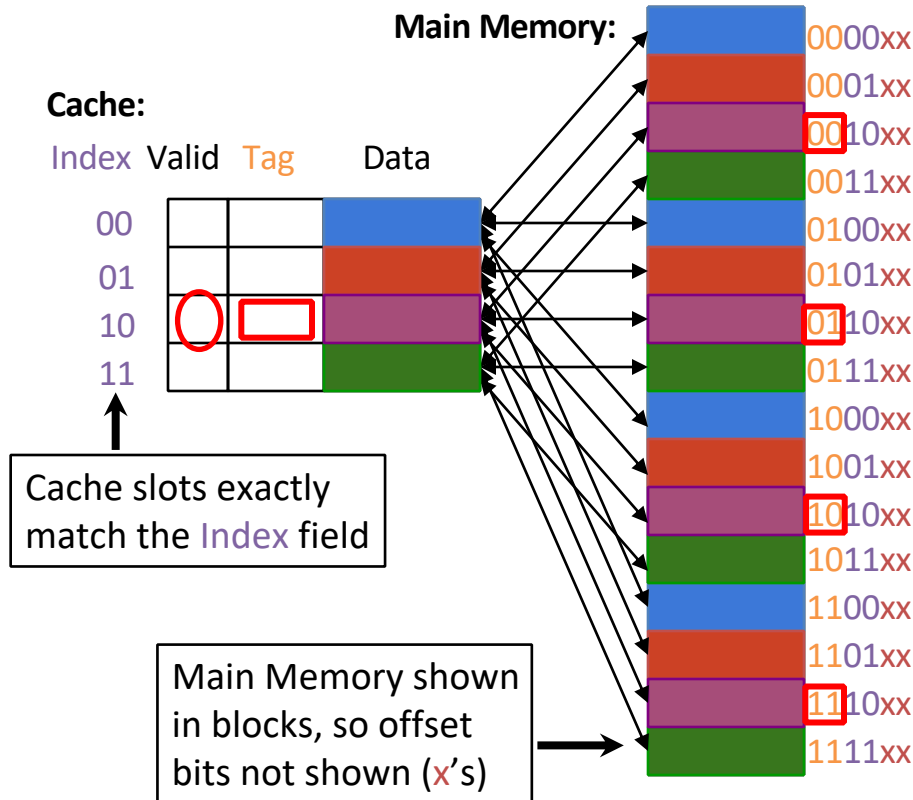 Main Memory:
Cache:
Index Valid Tag Data
00
01
10
11
Cache slots exactly
match the Index field
0000xx
0001xx
0010xx
0011xx
0100xx
0101xx
0110xx
0111xx
1000xx
1001xx
1010xx
1011xx
1100xx
1101xx
1110xx
1111xx
Main Memory shown
in blocks, so offset
bits not shown (x's)